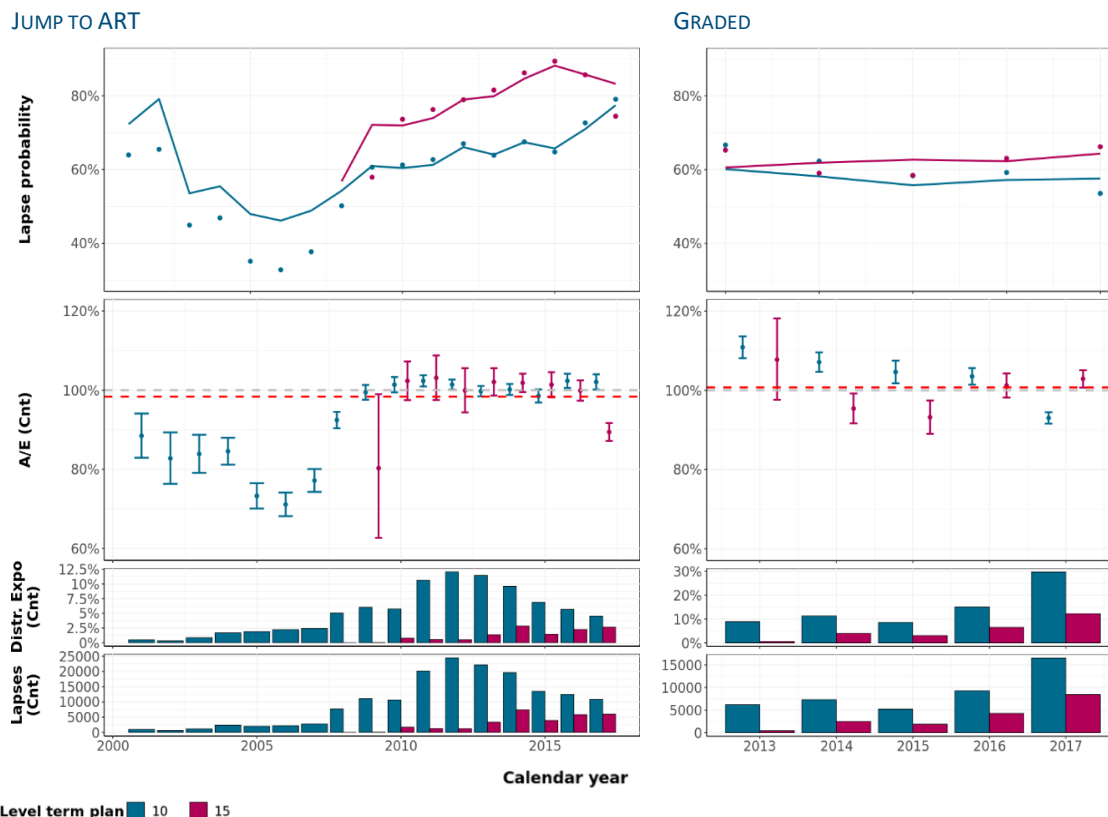 JUMP TO ART
GRADED
Lapse probability
80%
60%
40%
80%
60%
40%
A/E (Cnt)
120%
100%
80%
60%
120%
100%
80%
60%
Distr. Expo
(Cnt)
12.5%
10%
7.5%
5%
2.5%
0%
30%
20%
10%
0%
Lapses
(Cnt)
25000
20000
15000
10000
5000
0
15000
10000
5000
0
2000 2005 2010 2015
2013 2014 2015 2016 2017
Calendar year
Level term plan 10 15